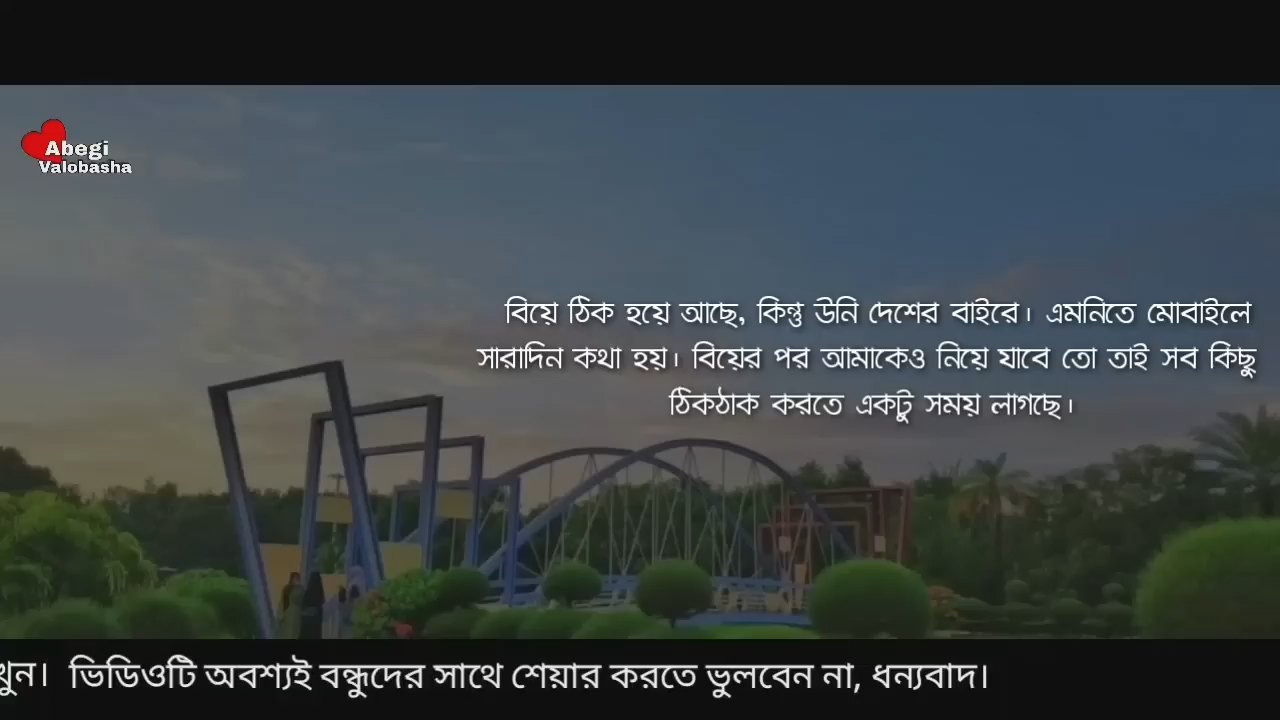 Abegi
Valobasha
বিয়ে ঠিক হয়ে আছে, কিন্তু উনি দেশের বাইরে। এমনিতে মোবাইলে
সারাদিন কথা হয়। বিয়ের পর আমাকেও নিয়ে যাবে তো তাই সব কিছু
ঠিকঠাক করতে একটু সময় লাগছে।
ভিডিওটি অবশ্যই বন্ধুদের সাথে শেয়ার করতে ভুলবেন না, ধন্যবাদ।